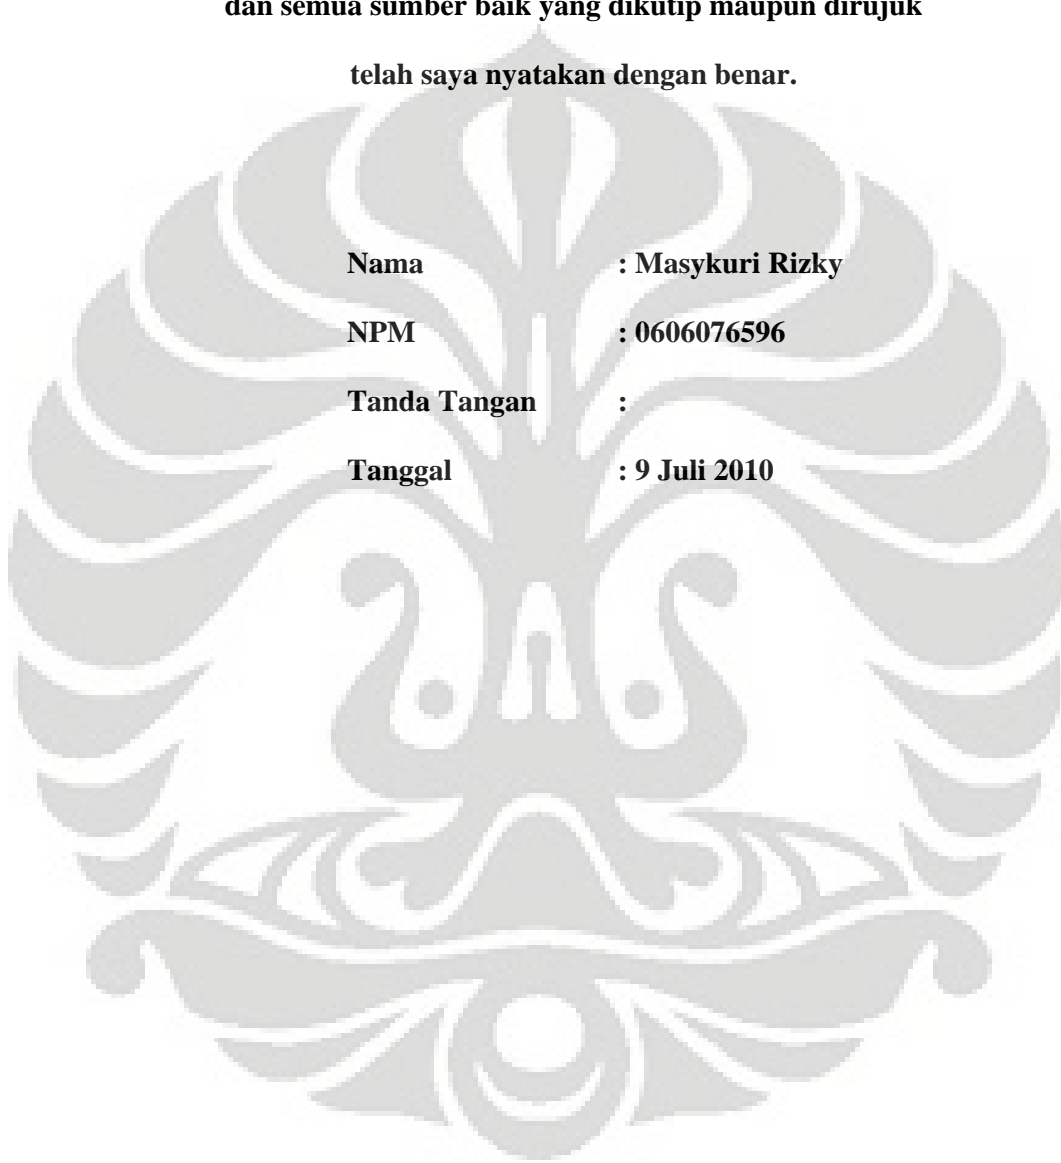 dan semua sumber baik yang dikutip maupun dirujuk
telah saya nyatakan dengan benar.
Nama : Masykuri Rizky
NPM : 0606076596
Tanda Tangan :
Tanggal : 9 Juli 2010